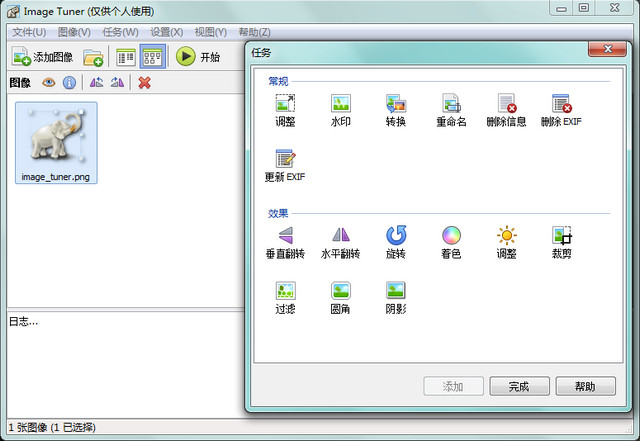 Image Tuner (仅供个人使用)
文件(U) 图像(V) 任务(W) 设置(X) 视图(Y) 帮助(Z)
添加图像 开始
图像
image_tuner.png
日志...
1 张图像 (1 已选择)
任务
常规
调整 水印 转换 重命名 删除信息 删除 EXIF
更新 EXIF
效果
垂直翻转 水平翻转 旋转 着色 调整 裁剪
过滤 圆角 阴影
添加 完成 帮助